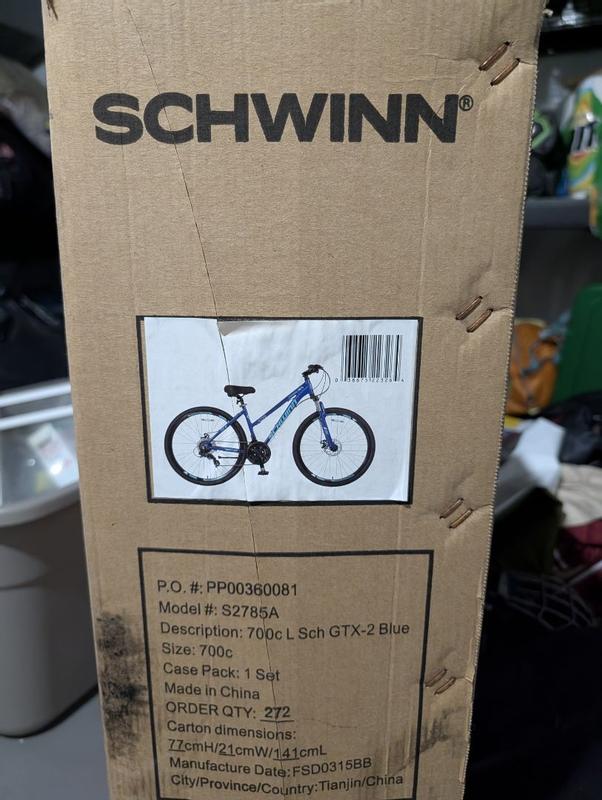 SCHWINN®
SCHWINN
P.O. #: PP00360081
Model #: S2785A
Description: 700c L Sch GTX-2 Blue
Size: 700c
Case Pack: 1 Set
Made in China
ORDER QTY: 272
Carton dimensions:
77cmH/21cmW/141cmL
Manufacture Date:FSD0315BB
City/Province/Country:Tianjin/China